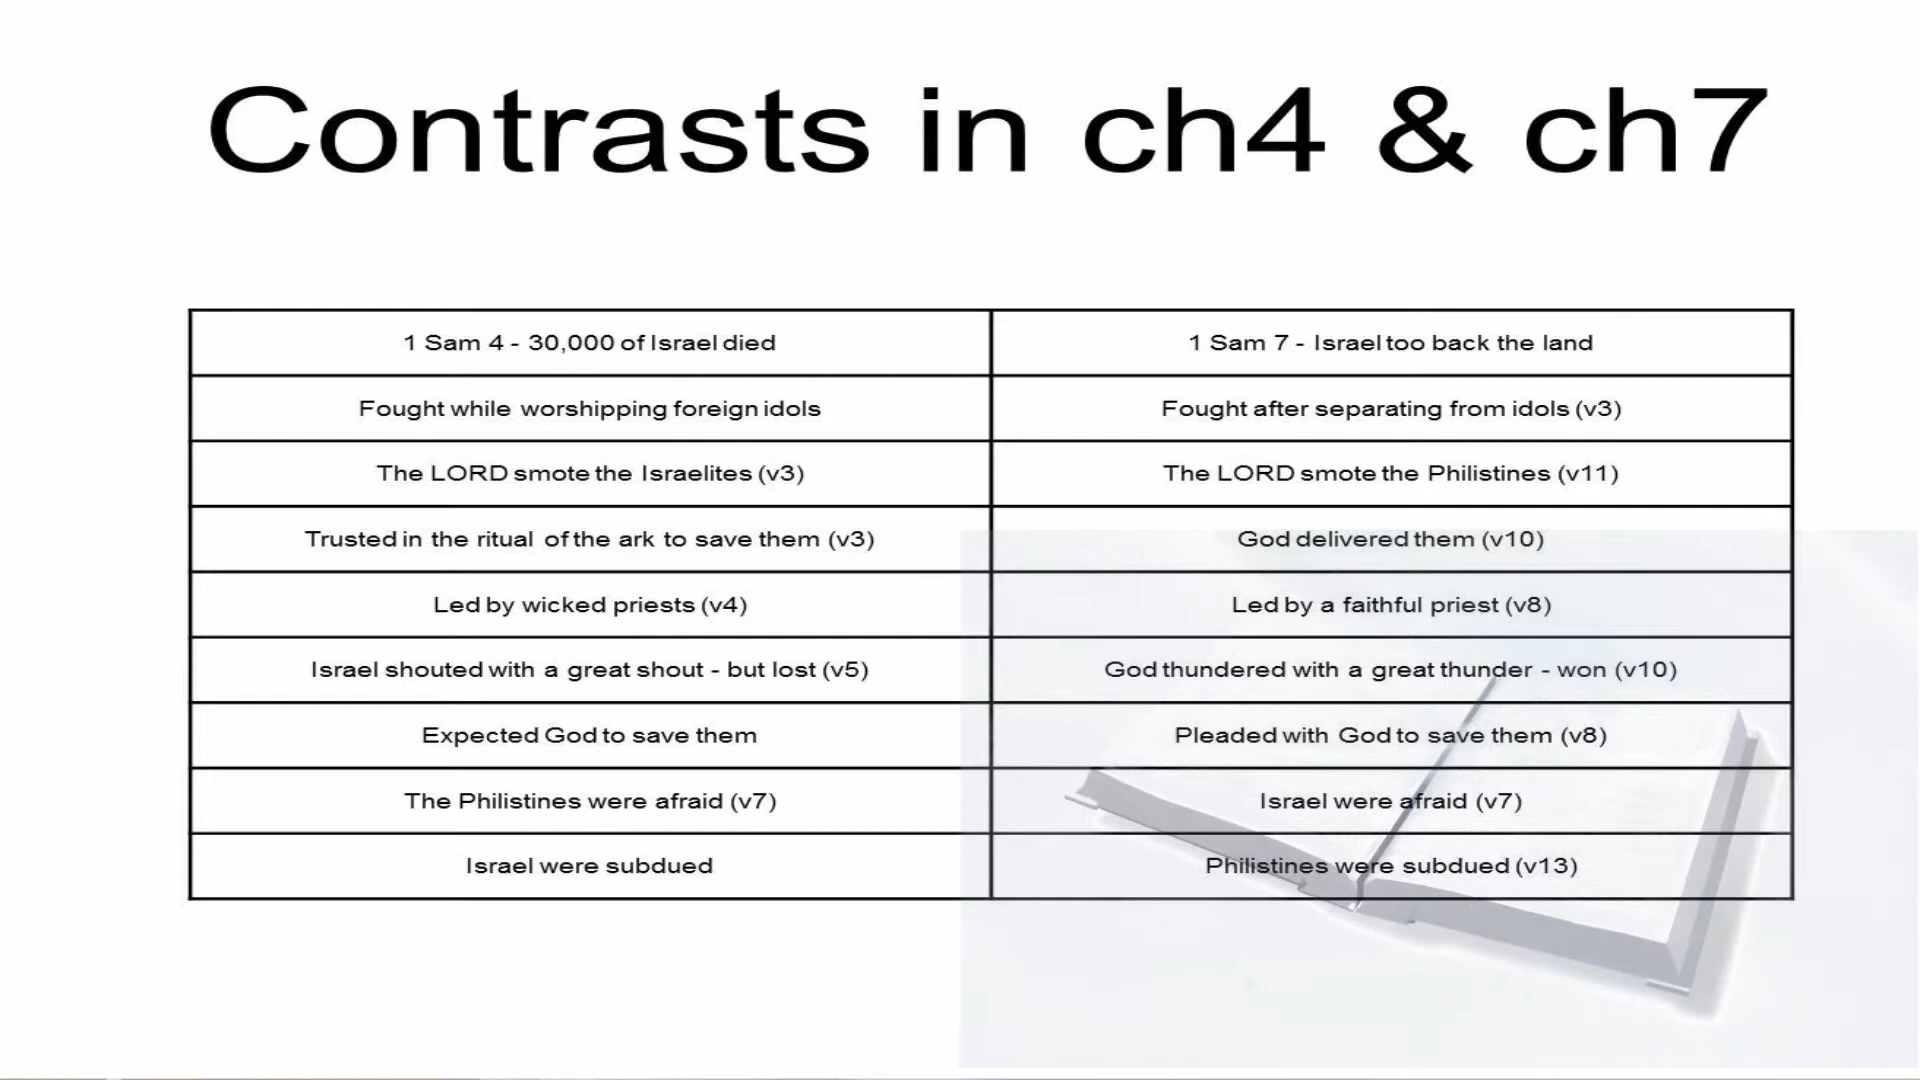 Contrasts in ch4 & ch7
1 Sam 4 - 30,000 of Israel died
1 Sam 7 - Israel too back the land
Fought while worshipping foreign idols
Fought after separating from idols (v3)
The LORD smote the Israelites (v3)
The LORD smote the Philistines (v11)
Trusted in the ritual of the ark to save them (v3)
God delivered them (v10)
Led by wicked priests (v4)
Led by a faithful priest (v8)
Israel shouted with a great shout - but lost (v5)
God thundered with a great thunder - won (v10)
Expected God to save them
Pleaded with God to save them (v8)
The Philistines were afraid (v7)
Israel were afraid (v7)
Israel were subdued
Philistines were subdued (v13)